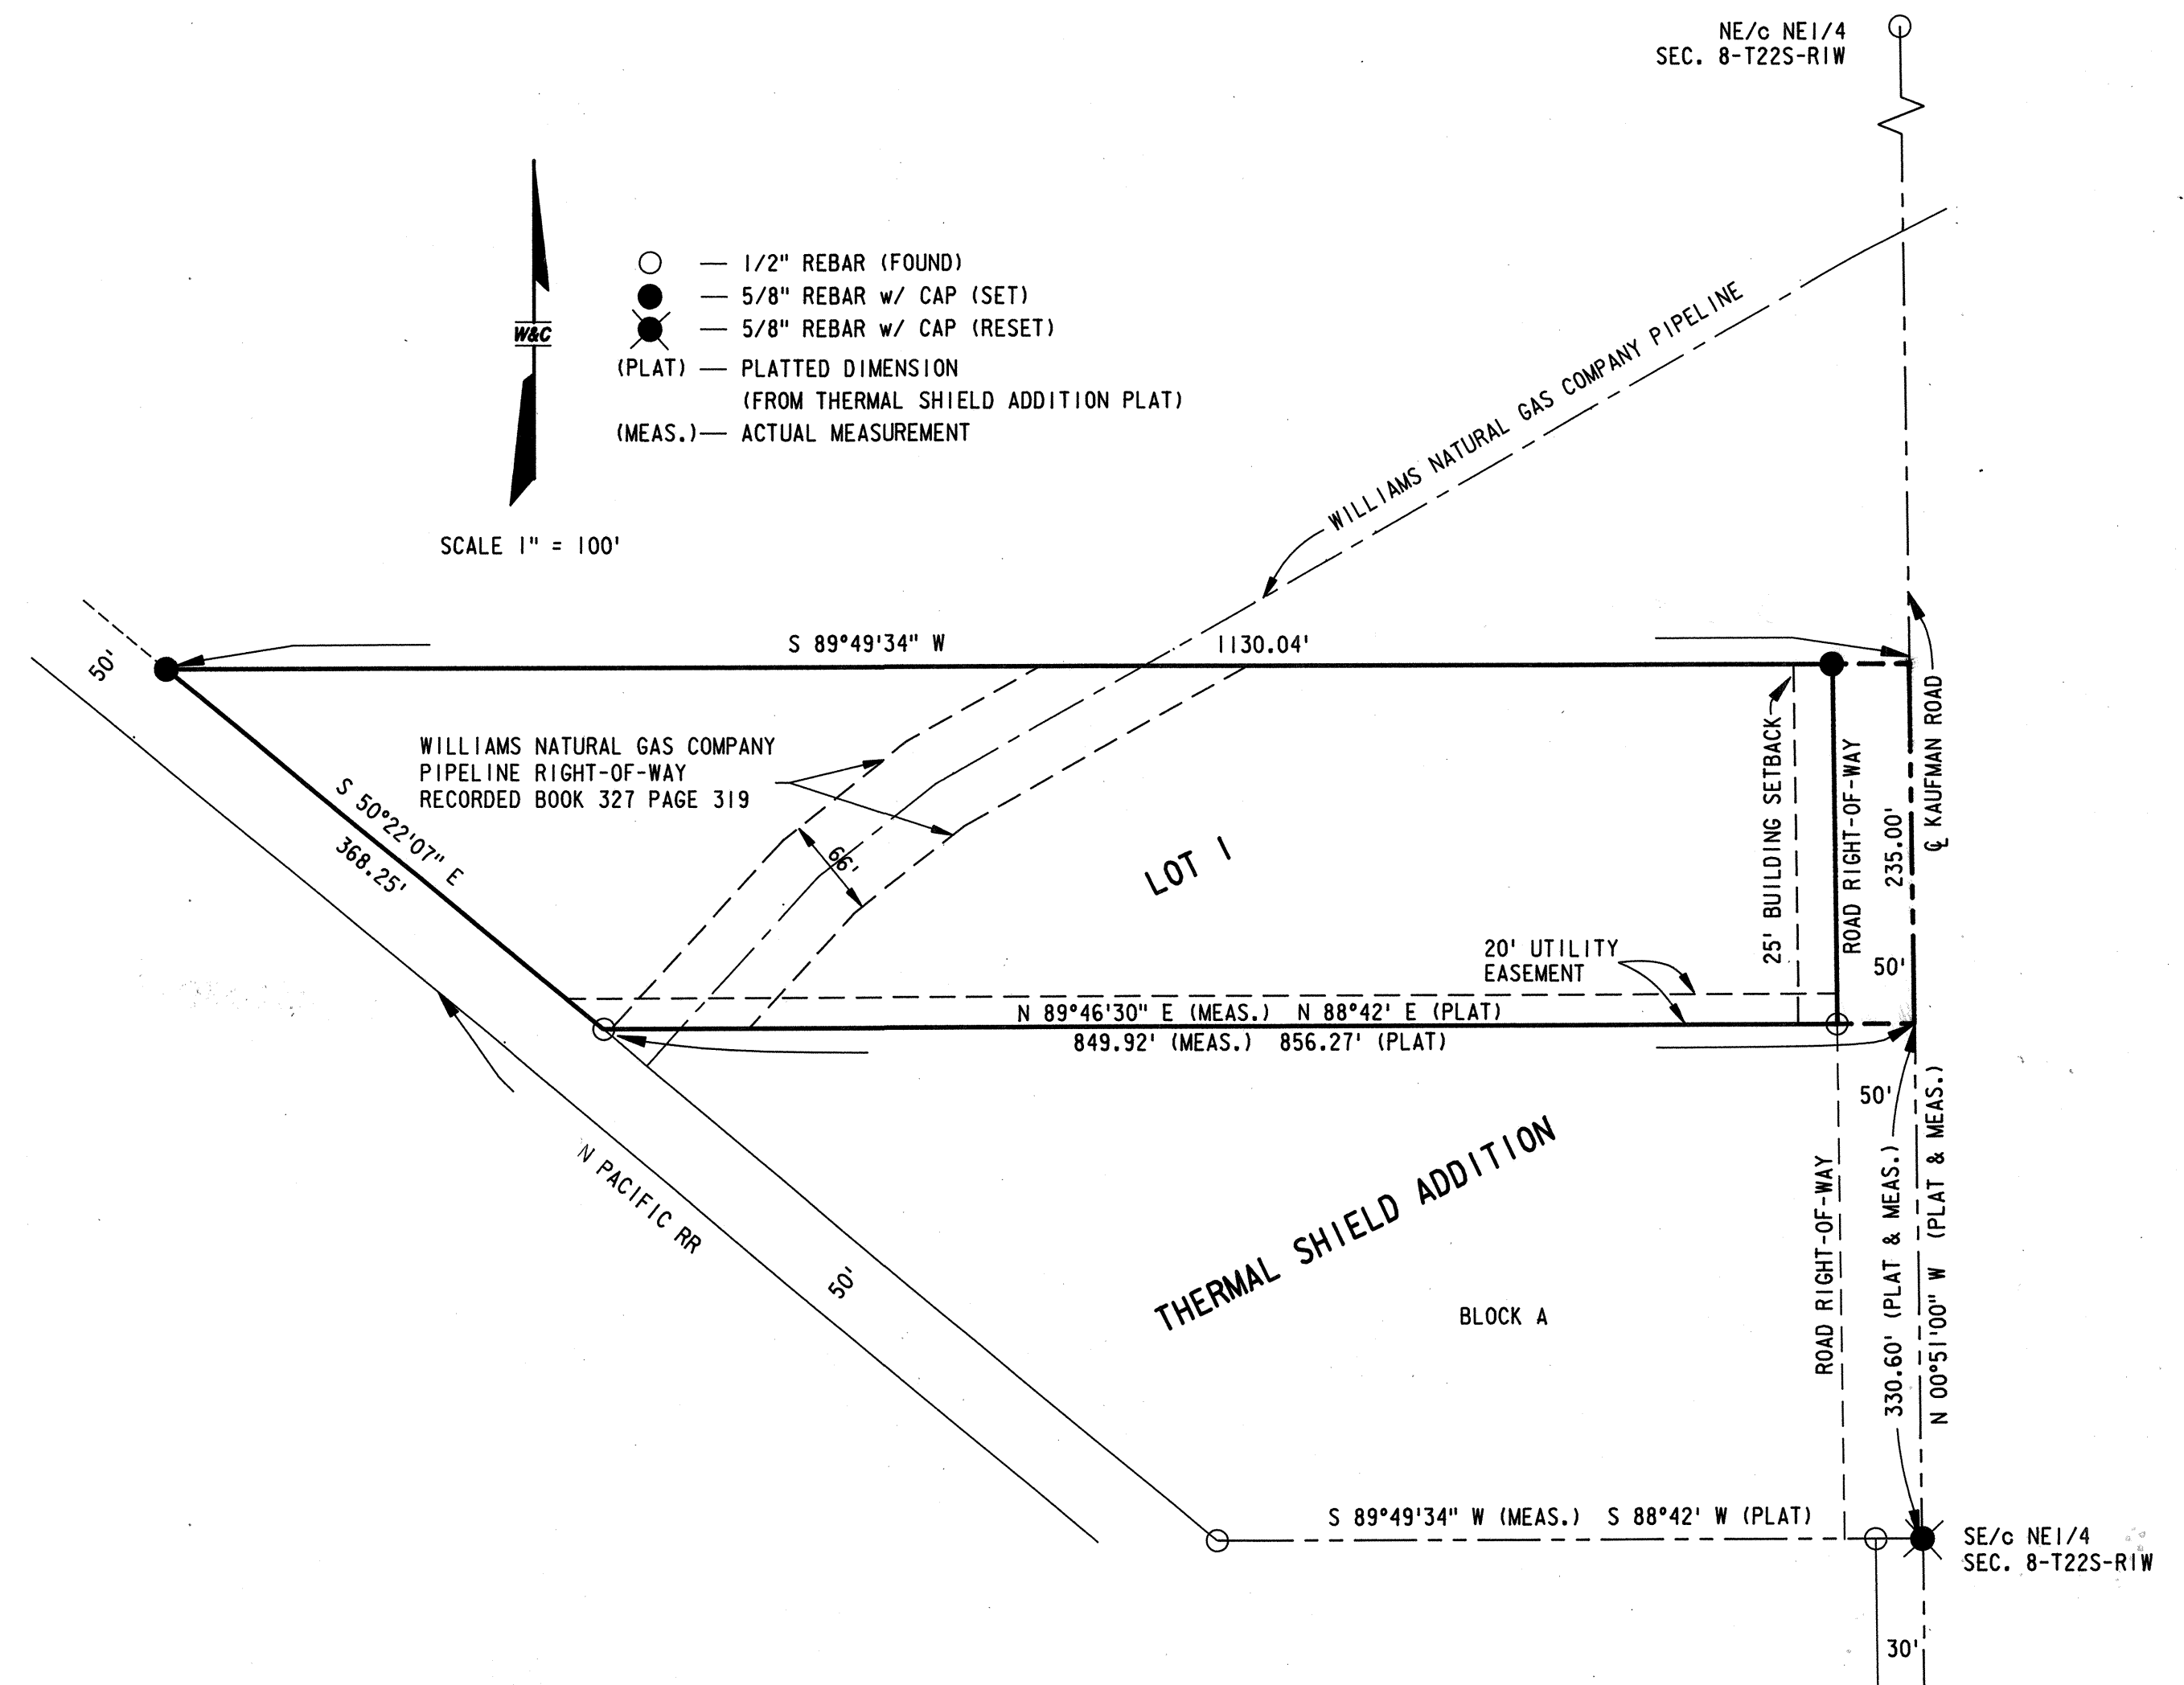 NE/c NE1/4
SEC. 8-T22S-R1W
1/2" REBAR (FOUND)
5/8" REBAR w/ CAP (SET)
5/8" REBAR w/ CAP (RESET)
(PLAT) — PLATTED DIMENSION
(FROM THERMAL SHIELD ADDITION PLAT)
(MEAS.) — ACTUAL MEASUREMENT
W&C
SCALE 1" = 100'
WILLIAMS NATURAL GAS COMPANY PIPELINE
S 89°49'34" W 1130.04'
50'
WILLIAMS NATURAL GAS COMPANY
PIPELINE RIGHT-OF-WAY
RECORDED BOOK 327 PAGE 319
S 50°22'07" E
368.25'
66'
LOT 1
25' BUILDING SETBACK
ROAD RIGHT-OF-WAY
235.00'
℄ KAUFMAN ROAD
20' UTILITY
EASEMENT
50'
N 89°46'30" E (MEAS.) N 88°42' E (PLAT)
849.92' (MEAS.) 856.27' (PLAT)
50'
N PACIFIC RR
50'
THERMAL SHIELD ADDITION
BLOCK A
ROAD RIGHT-OF-WAY
330.60' (PLAT & MEAS.)
N 00°51'00" W (PLAT & MEAS.)
S 89°49'34" W (MEAS.) S 88°42' W (PLAT)
SE/c NE1/4
SEC. 8-T22S-R1W
30'